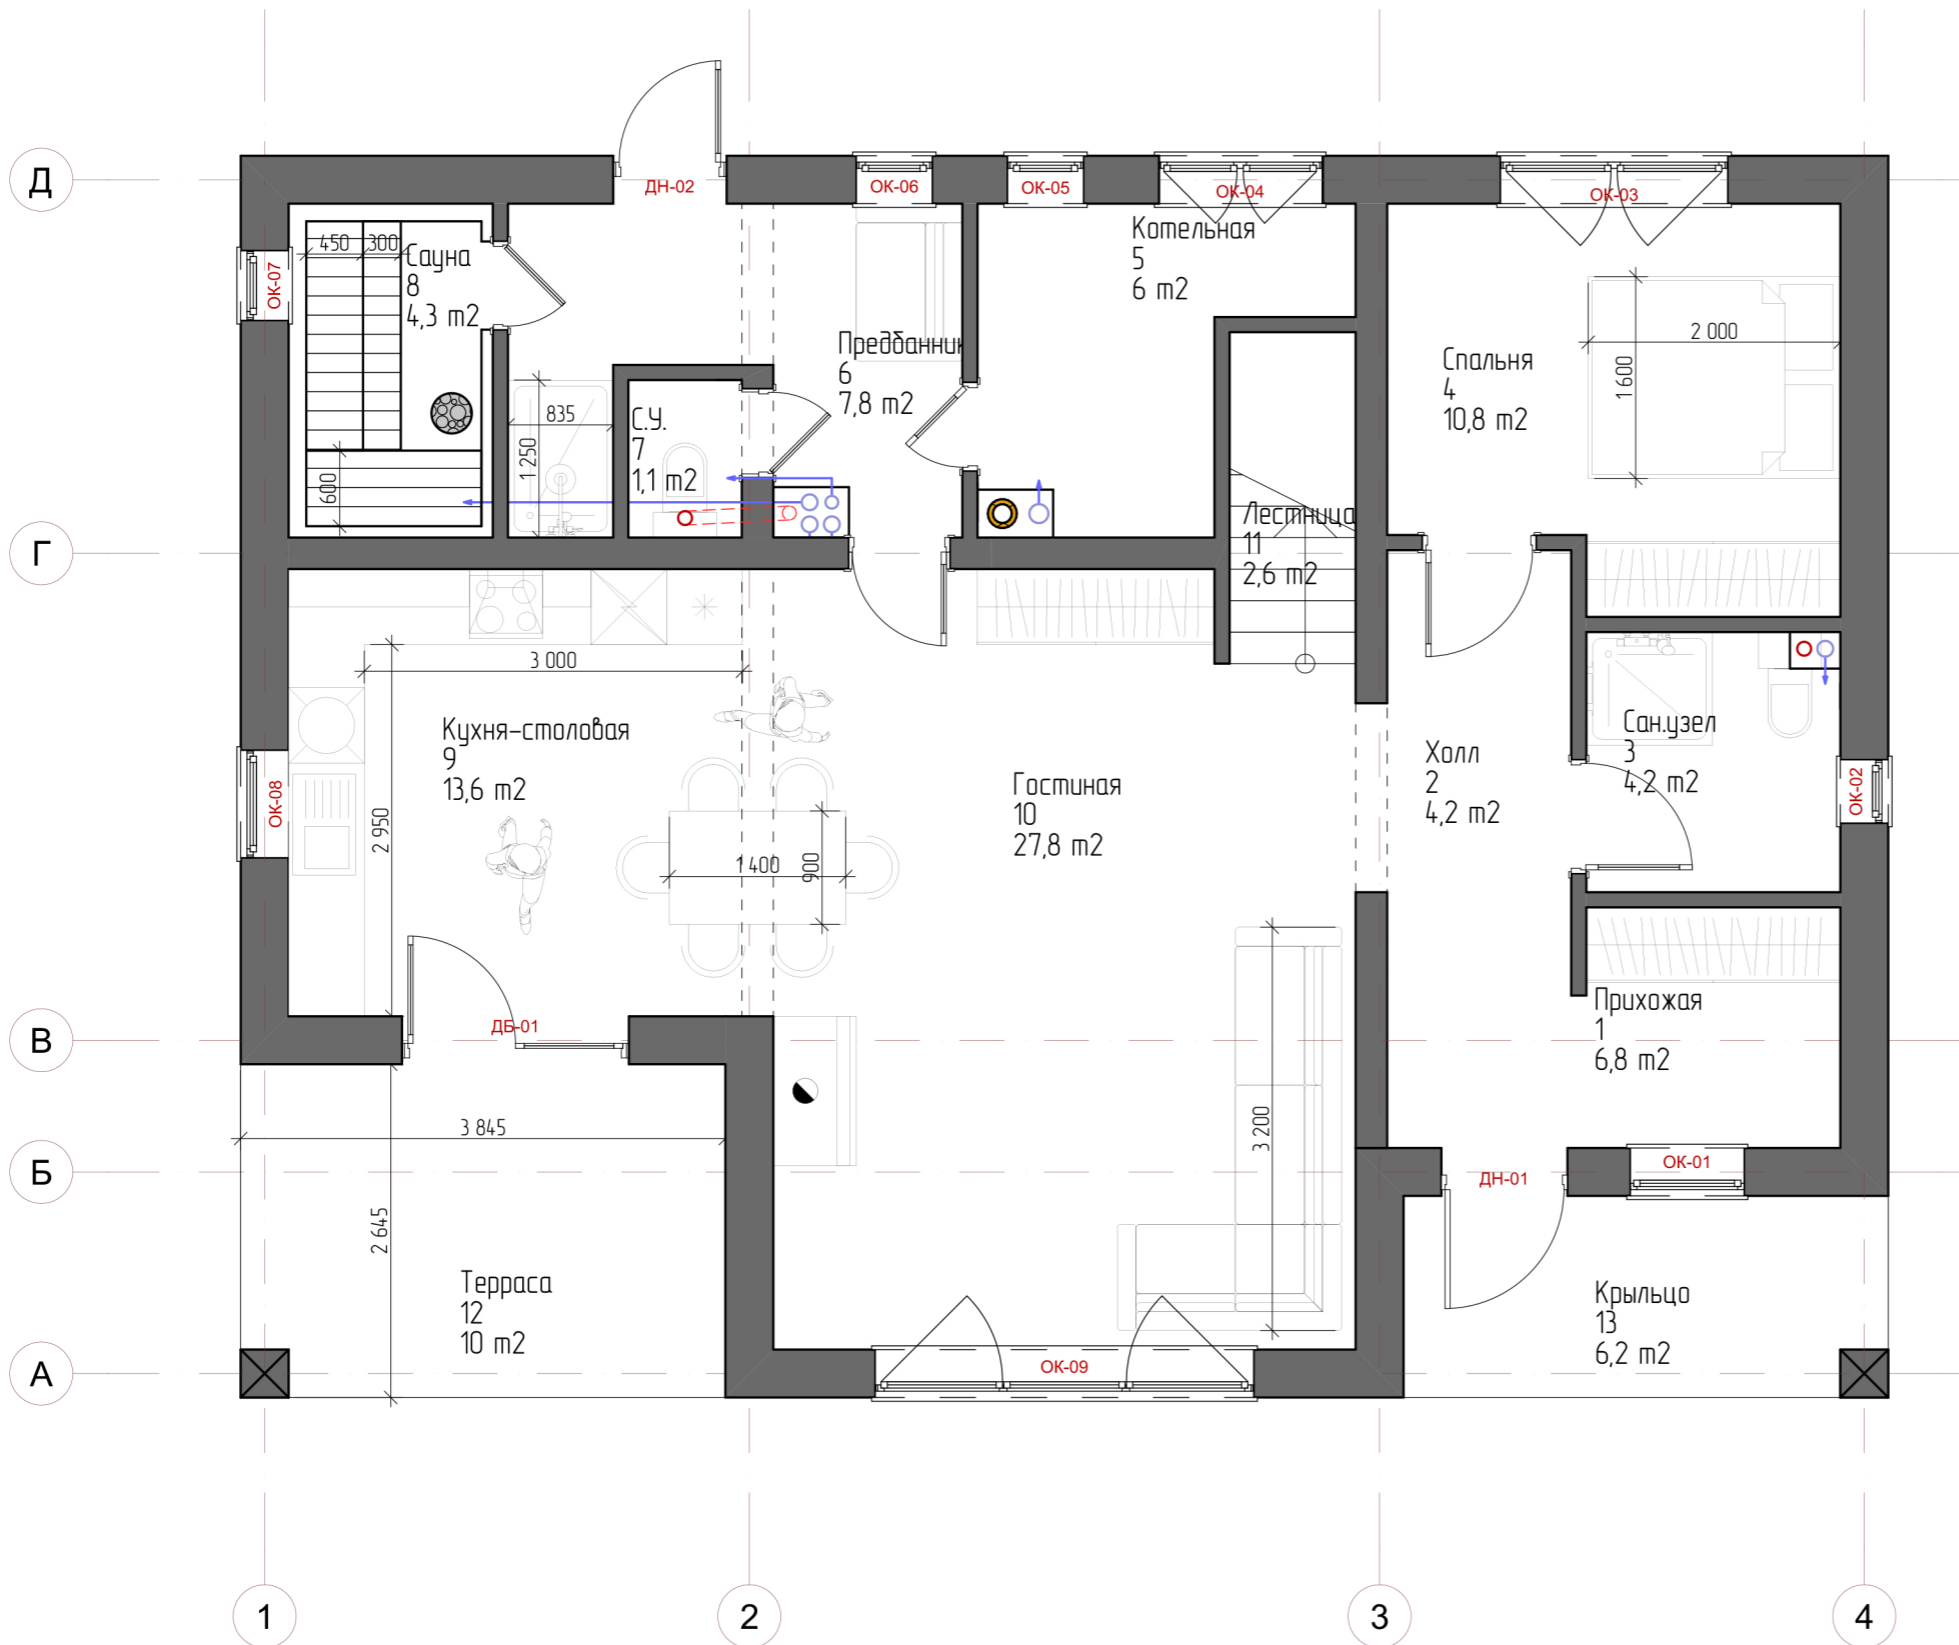 Д
ДН-02
ОК-06
ОК-05
ОК-04
ОК-03
ОК-07
450
300
Сауна
8
4,3 m2
Котельная
5
6 m2
Предбанник
6
7,8 m2
Спальня
4
10,8 m2
2 000
1 600
835
1 250
С.У.
7
1,1 m2
600
Лестница
11
2,6 m2
Г
3 000
Кухня-столовая
9
13,6 m2
ОК-08
2 950
1 400
900
Гостиная
10
27,8 m2
Холл
2
4,2 m2
Сан.узел
3
4,2 m2
ОК-02
Прихожая
1
6,8 m2
В
ДБ-01
3 845
3 200
Б
ДН-01
ОК-01
2 645
Терраса
12
10 m2
Крыльцо
13
6,2 m2
А
ОК-09
1
2
3
4